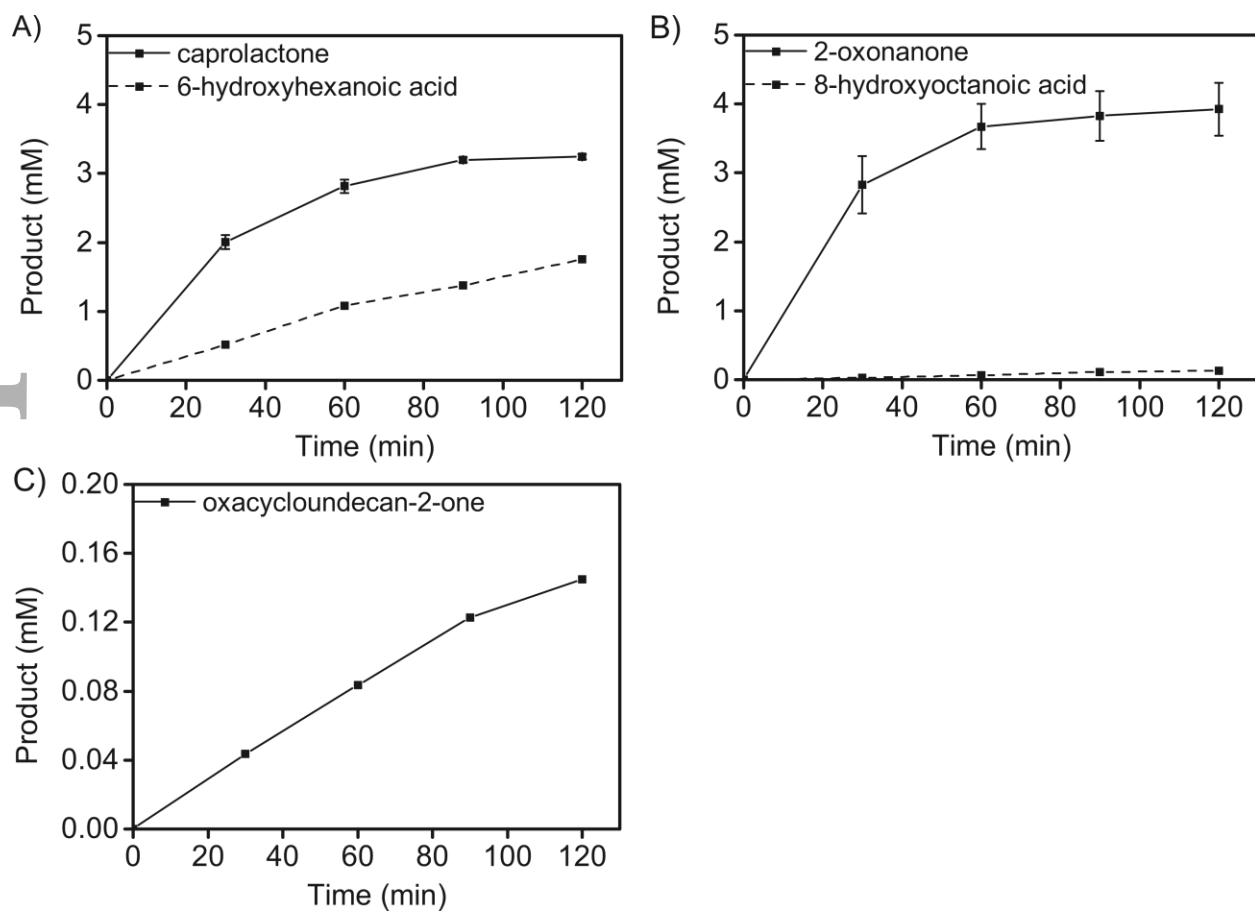 A)
caprolactone
6-hydroxyhexanoic acid
5
4
3
2
1
0
Product (mM)
0 20 40 60 80 100 120
Time (min)
B)
2-oxonanone
8-hydroxyoctanoic acid
5
4
3
2
1
0
Product (mM)
0 20 40 60 80 100 120
Time (min)
C)
oxacycloundecan-2-one
0.20
0.16
0.12
0.08
0.04
0.00
Product (mM)
0 20 40 60 80 100 120
Time (min)